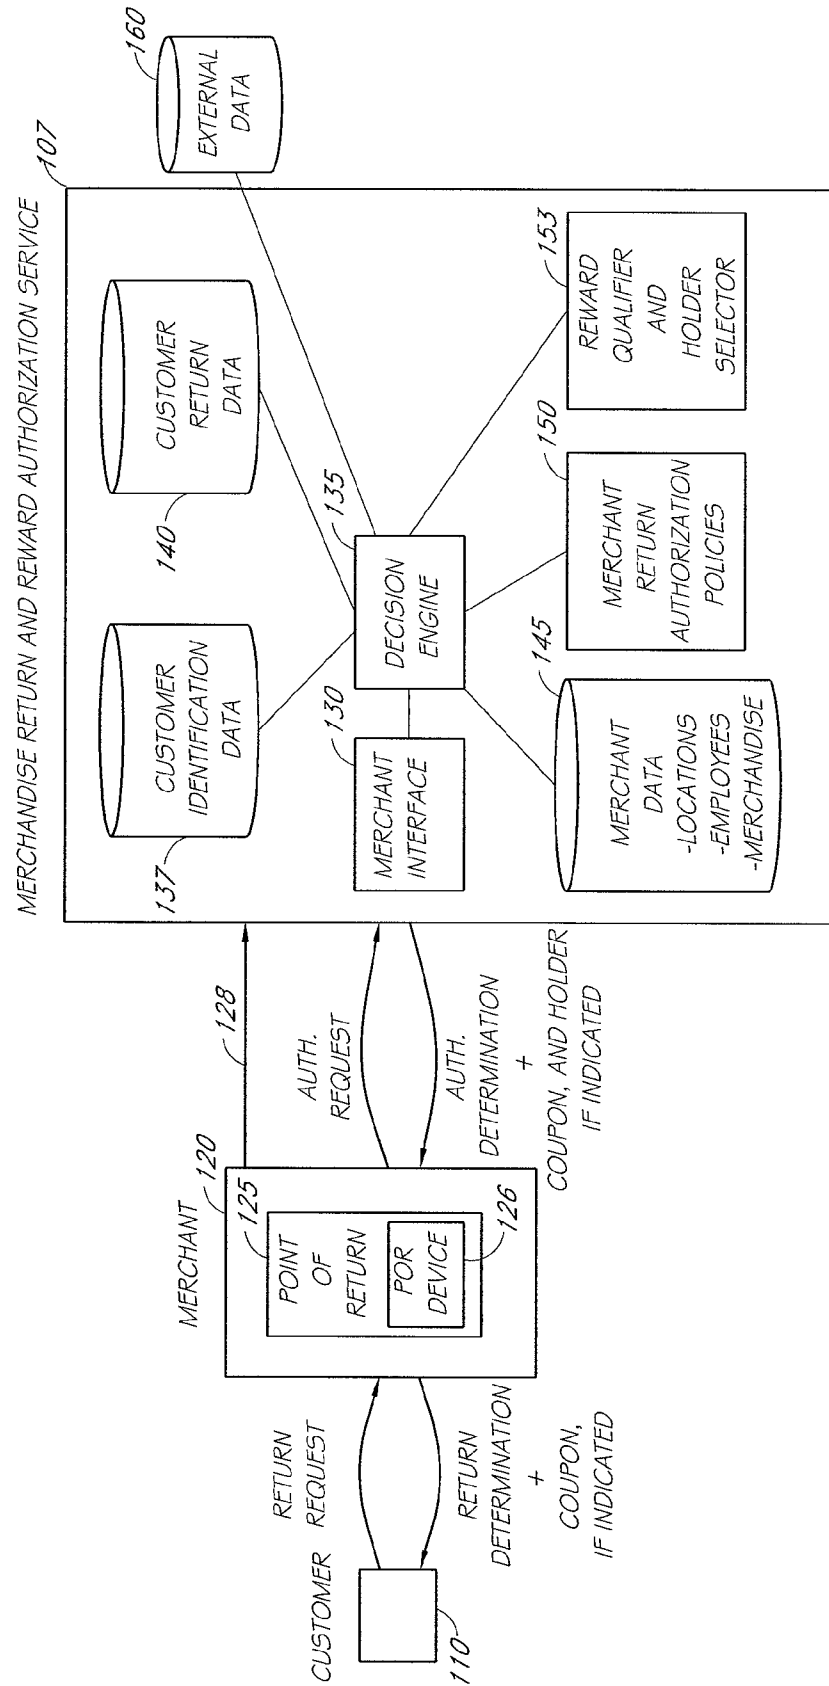 MERCHANDISE RETURN AND REWARD AUTHORIZATION SERVICE
107
160
EXTERNAL
DATA
137
CUSTOMER
IDENTIFICATION
DATA
140
CUSTOMER
RETURN
DATA
130
MERCHANT
INTERFACE
135
DECISION
ENGINE
145
MERCHANT
DATA
-LOCATIONS
-EMPLOYEES
-MERCHANDISE
150
MERCHANT
RETURN
AUTHORIZATION
POLICIES
153
REWARD
QUALIFIER
AND
HOLDER
SELECTOR
MERCHANT
120
125
POINT
OF
RETURN
POR
DEVICE
126
128
AUTH.
REQUEST
AUTH.
DETERMINATION
+
COUPON, AND HOLDER
IF INDICATED
CUSTOMER
110
RETURN
REQUEST
RETURN
DETERMINATION
+
COUPON,
IF INDICATED